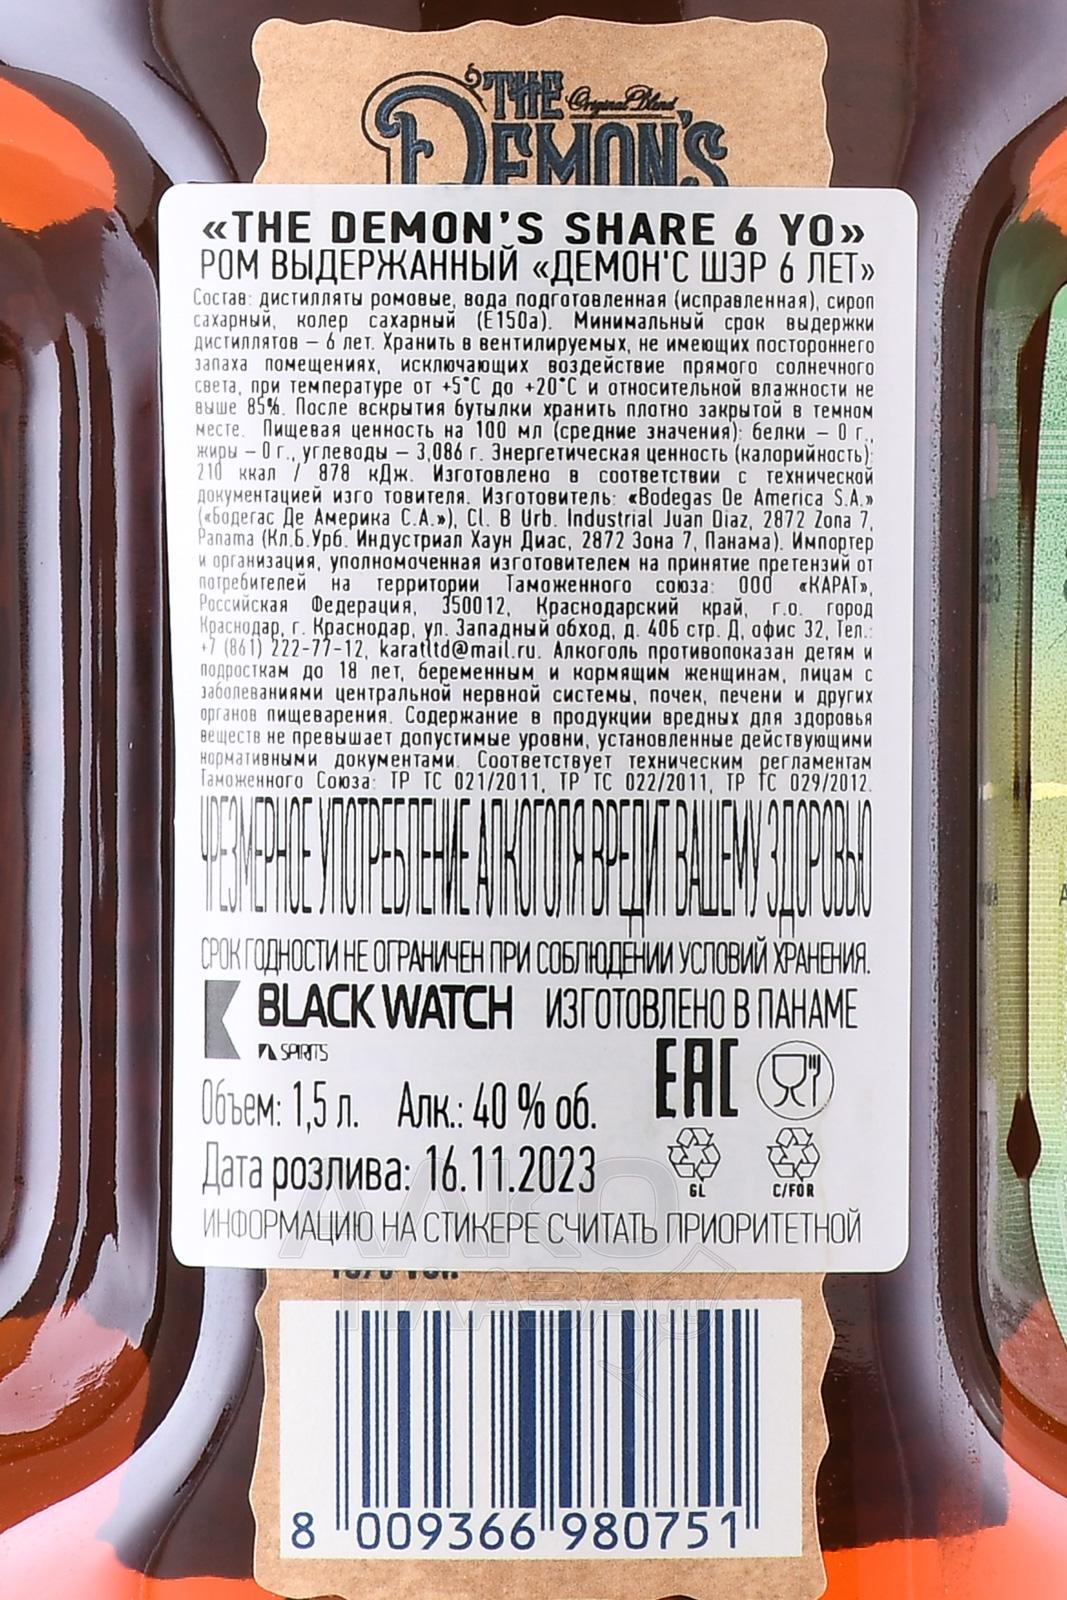 THE
Original Blend
DEMON'S
«THE DEMON'S SHARE 6 YO»
РОМ ВЫДЕРЖАННЫЙ «ДЕМОН'С ШЭР 6 ЛЕТ»
Состав: дистилляты ромовые, вода подготовленная (исправленная), сироп
сахарный, колер сахарный (Е150а). Минимальный срок выдержки
дистиллятов – 6 лет. Хранить в вентилируемых, не имеющих постороннего
запаха помещениях, исключающих воздействие прямого солнечного
света, при температуре от +5°С до +20°С и относительной влажности не
выше 85%. После вскрытия бутылки хранить плотно закрытой в темном
месте. Пищевая ценность на 100 мл (средние значения): белки – 0 г.,
жиры – 0 г., углеводы – 3,086 г. Энергетическая ценность (калорийность):
210 ккал / 878 кДж. Изготовлено в соответствии с технической
документацией изго товителя. Изготовитель: «Bodegas De America S.A.»
(«Бодегас Де Америка С.А.»), Cl. B Urb. Industrial Juan Diaz, 2872 Zona 7,
Panama (Кл.Б.Урб. Индустриал Хаун Диас, 2872 Зона 7, Панама). Импортер
и организация, уполномоченная изготовителем на принятие претензий от
потребителей на территории Таможенного союза: ООО «КАРАТ»,
Российская Федерация, 350012, Краснодарский край, г.о. город
Краснодар, г. Краснодар, ул. Западный обход, д. 40Б стр. Д, офис 32, Тел.:
+7 (861) 222-77-12, karatltd@mail.ru. Алкоголь противопоказан детям и
подросткам до 18 лет, беременным и кормящим женщинам, лицам с
заболеваниями центральной нервной системы, почек, печени и других
органов пищеварения. Содержание в продукции вредных для здоровья
веществ не превышает допустимые уровни, установленные действующими
нормативными документами. Соответствует техническим регламентам
Таможенного Союза: ТР ТС 021/2011, ТР ТС 022/2011, ТР ТС 029/2012.
ЧРЕЗМЕРНОЕ УПОТРЕБЛЕНИЕ АЛКОГОЛЯ ВРЕДИТ ВАШЕМУ ЗДОРОВЬЮ
СРОК ГОДНОСТИ НЕ ОГРАНИЧЕН ПРИ СОБЛЮДЕНИИ УСЛОВИЙ ХРАНЕНИЯ.
BLACK WATCH ИЗГОТОВЛЕНО В ПАНАМЕ
SPIRITS
EAC
Объем: 1,5 л. Алк.: 40 % об.
Дата розлива: 16.11.2023
GL C/FOR
ИНФОРМАЦИЮ НА СТИКЕРЕ СЧИТАТЬ ПРИОРИТЕТНОЙ
АЛКО
ПЛАЗА
8 009366 980751